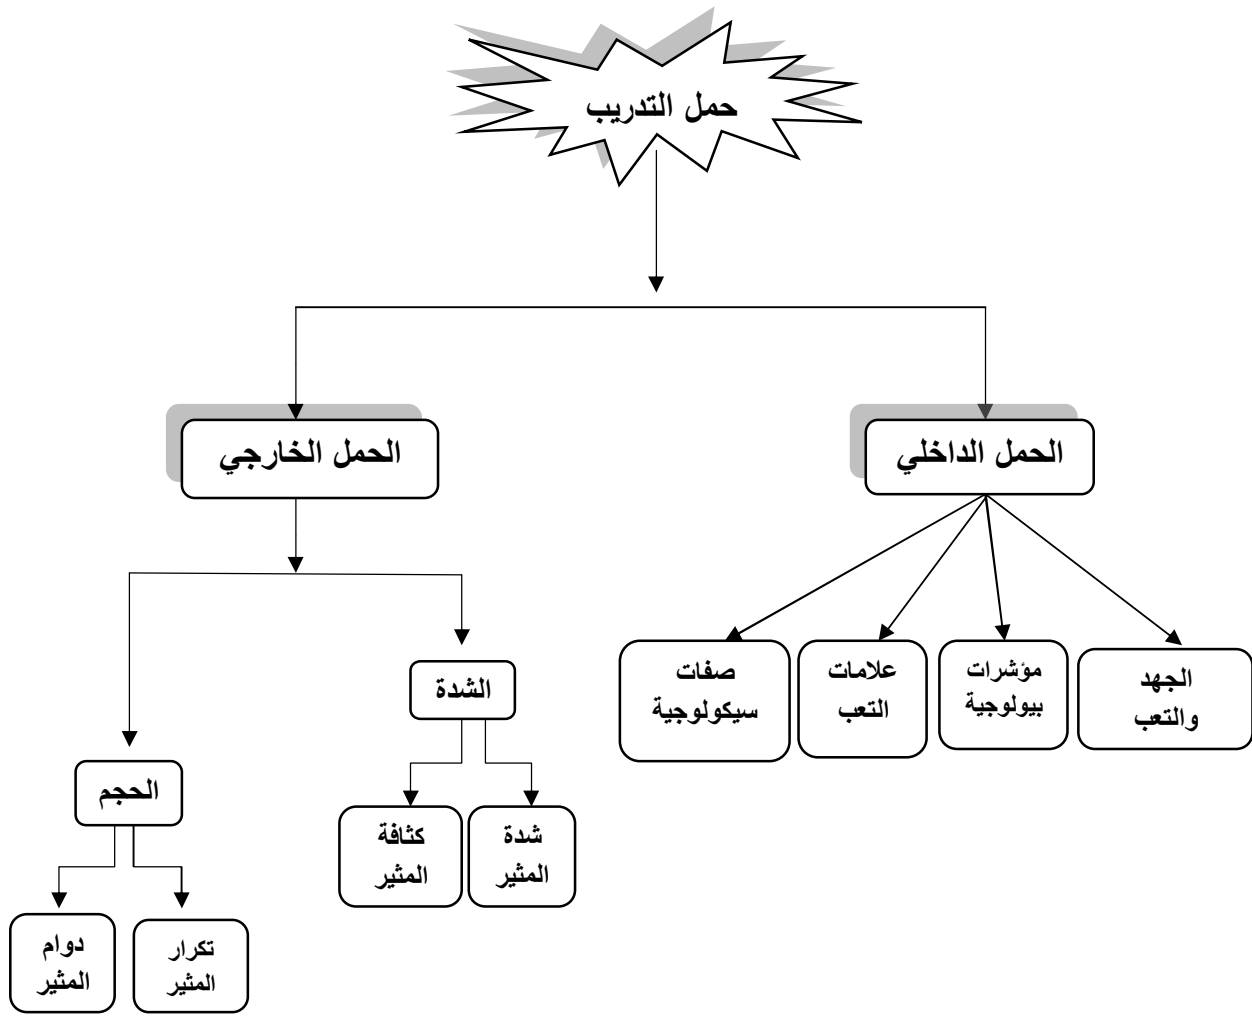 حمل التدريب
الحمل الداخلي
الحمل الخارجي
الجهد
والتعب
مؤشرات
بيولوجية
علامات
التعب
صفات
سيكولوجية
الشدة
الحجم
شدة
المثير
كثافة
المثير
تكرار
المثير
دوام
المثير